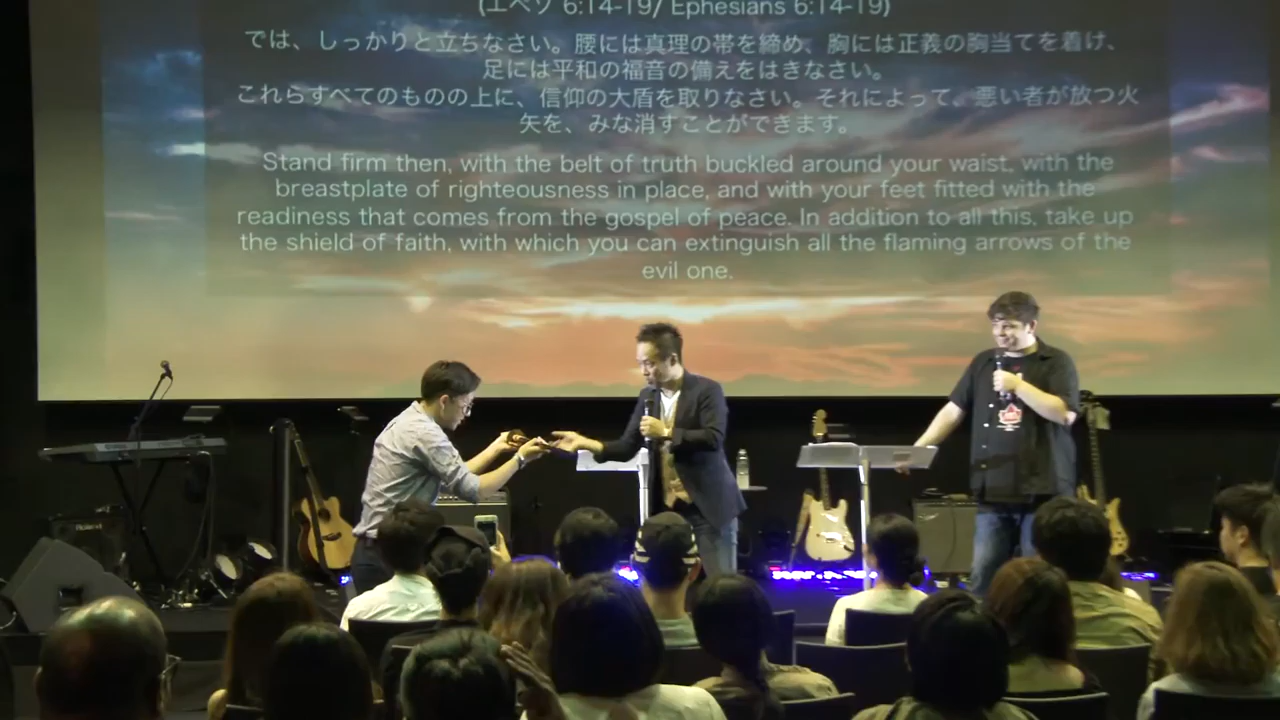 (エペソ 6:14-19/ Ephesians 6:14-19)
では、しっかりと立ちなさい。腰には真理の帯を締め、胸には正義の胸当てを着け、
足には平和の福音の備えをはきなさい。
これらすべてのものの上に、信仰の大盾を取りなさい。それによって、悪い者が放つ火
矢を、みな消すことができます。
Stand firm then, with the belt of truth buckled around your waist, with the
breastplate of righteousness in place, and with your feet fitted with the
readiness that comes from the gospel of peace. In addition to all this, take up
the shield of faith, with which you can extinguish all the flaming arrows of the
evil one.